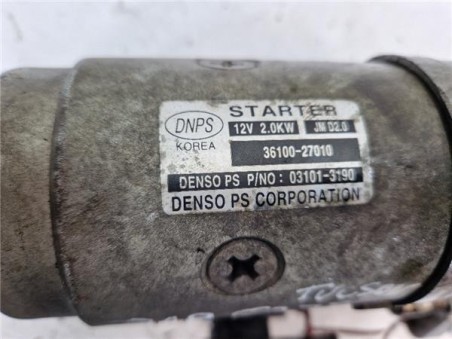 STARTER
DNPS
12V 2.0KW JM D2.0
KOREA
36100-27010
DENSO PS P/NO: 03101-3190
DENSO PS CORPORATION